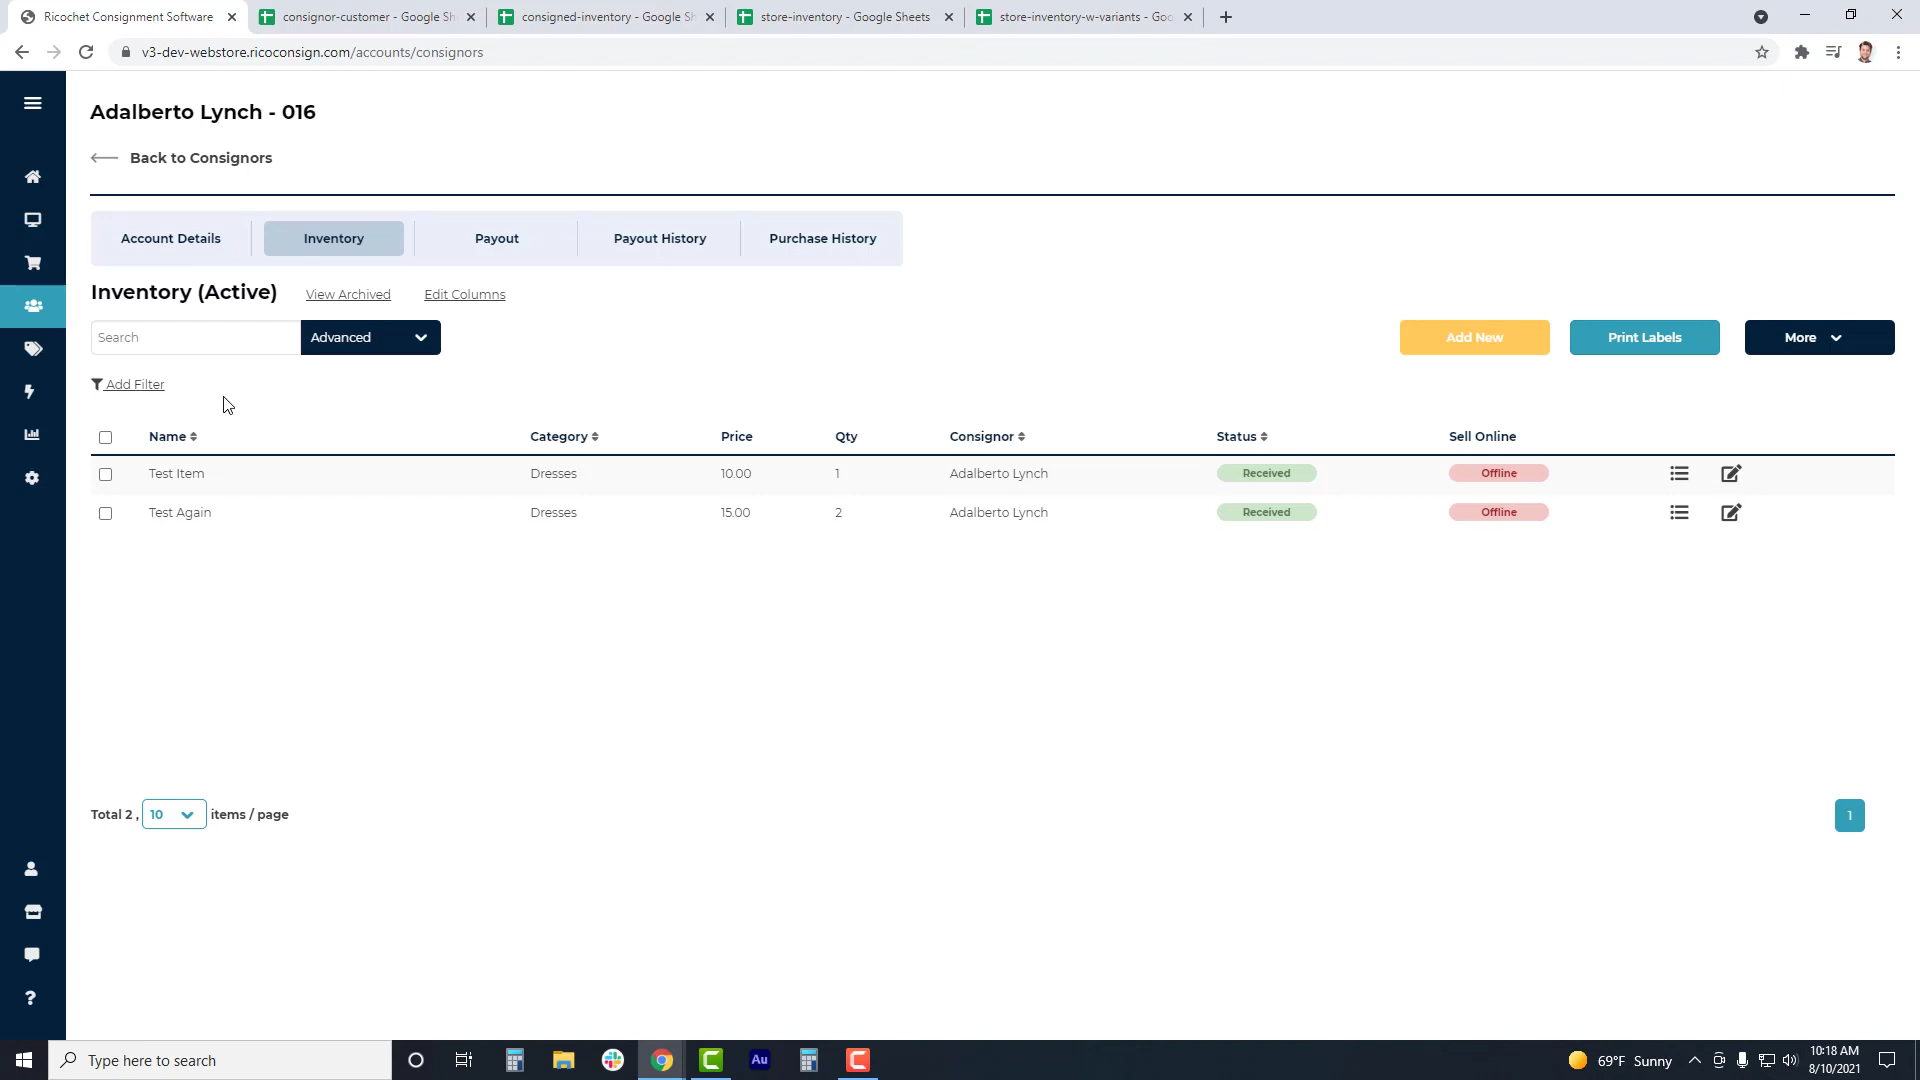 Ricochet Consignment Software
consignor-customer - Google Sh
consigned-inventory - Google Sh
store-inventory - Google Sheets
store-inventory-w-variants - Goo
v3-dev-webstore.ricoconsign.com/accounts/consignors
Adalberto Lynch - 016
Back to Consignors
Account Details
Inventory
Payout
Payout History
Purchase History
Inventory (Active)
View Archived
Edit Columns
Search
Advanced
Add New
Print Labels
More
Add Filter
Name Category Price Qty Consignor Status Sell Online
Test Item Dresses 10.00 1 Adalberto Lynch Received Offline
Test Again Dresses 15.00 2 Adalberto Lynch Received Offline
Total 2 , 10 items / page
1
Type here to search
Au
69°F Sunny
10:18 AM
8/10/2021